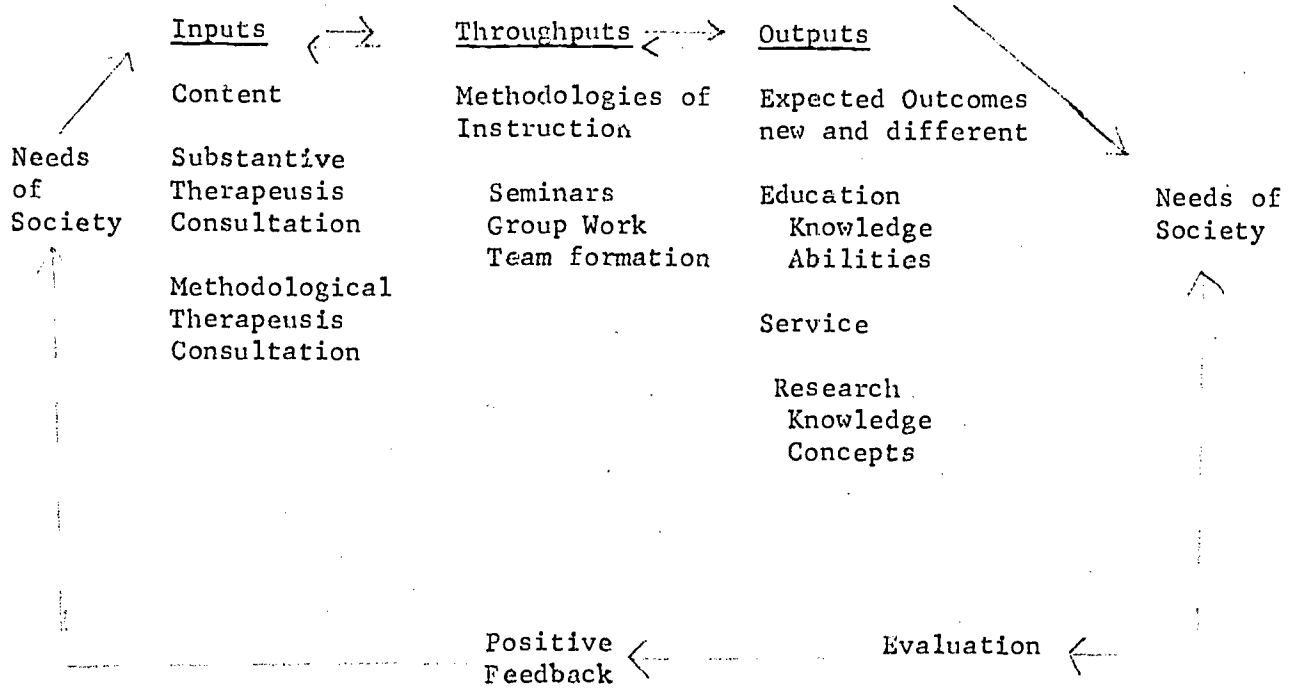 Inputs
Throughputs
Outputs
Content
Methodologies of
Instruction
Expected Outcomes
new and different
Needs
of
Society
Substantive
Therapeusis
Consultation
Seminars
Group Work
Team formation
Education
Knowledge
Abilities
Needs of
Society
Methodological
Therapeusis
Consultation
Service
Research
Knowledge
Concepts
Positive
Feedback
Evaluation